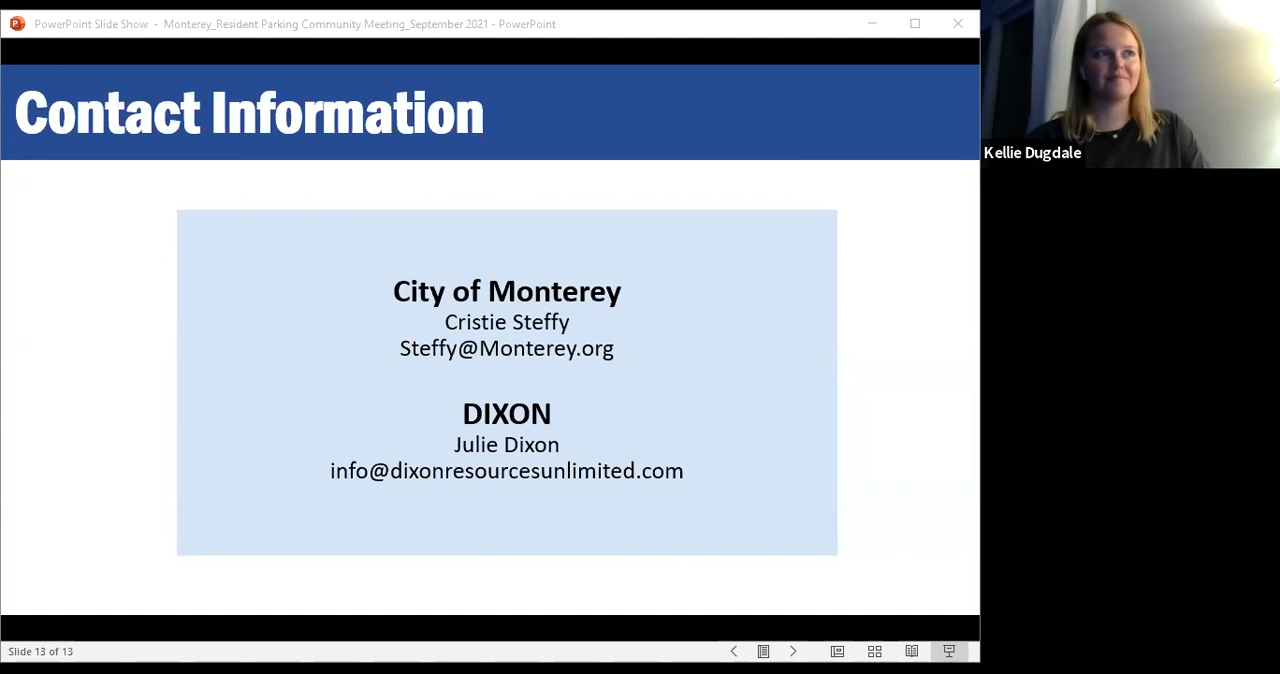 PowerPoint Slide Show - Monterey_Resident Parking Community Meeting_September 2021 - PowerPoint
Contact Information
City of Monterey
Cristie Steffy
Steffy@Monterey.org
DIXON
Julie Dixon
info@dixonresourcesunlimited.com
Slide 13 of 13
Kellie Dugdale